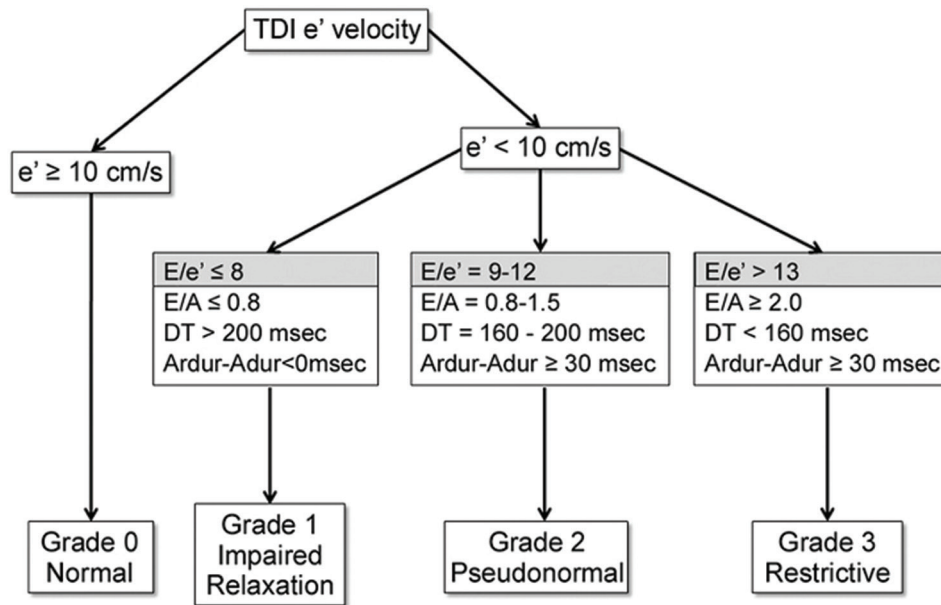 TDI e’ velocity
e’ ≥ 10 cm/s
e’ < 10 cm/s
E/e’ ≤ 8
E/A ≤ 0.8
DT > 200 msec
Ardur-Adur<0msec
E/e’ = 9-12
E/A = 0.8-1.5
DT = 160 - 200 msec
Ardur-Adur ≥ 30 msec
E/e’ > 13
E/A ≥ 2.0
DT < 160 msec
Ardur-Adur ≥ 30 msec
Grade 0
Normal
Grade 1
Impaired
Relaxation
Grade 2
Pseudonormal
Grade 3
Restrictive